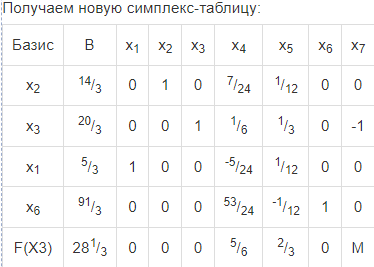 Получаем новую симплекс-таблицу:
Базис B x1 x2 x3 x4 x5 x6 x7
x2 14/3 0 1 0 7/24 1/12 0 0
x3 20/3 0 0 1 1/6 1/3 0 -1
x1 5/3 1 0 0 -5/24 1/12 0 0
x6 91/3 0 0 0 53/24 -1/12 1 0
F(X3) 281/3 0 0 0 5/6 2/3 0 M